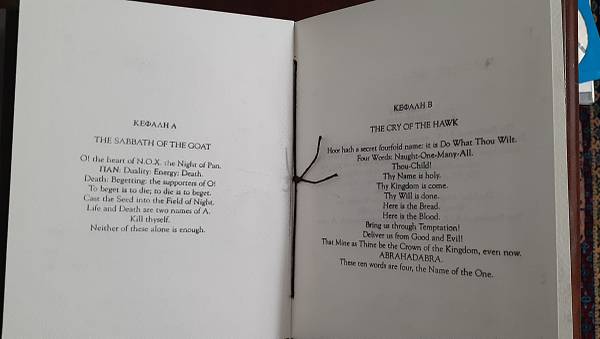 ΚΕΦΑΛΗ Α
THE SABBATH OF THE GOAT
O! the heart of N.O.X. the Night of Pan.
ΠΑΝ: Duality: Energy: Death.
Death: Begetting: the supporters of O!
To beget is to die; to die is to beget.
Cast the Seed into the Field of Night.
Life and Death are two names of A.
Kill thyself.
Neither of these alone is enough.
ΚΕΦΑΛΗ Β
THE CRY OF THE HAWK
Hoor hath a secret fourfold name: it is Do What Thou Wilt.
Four Words: Naught-One-Many-All.
Thou-Child!
Thy Name is holy.
Thy Kingdom is come.
Thy Will is done.
Here is the Bread.
Here is the Blood.
Bring us through Temptation!
Deliver us from Good and Evil!
That Mine as Thine be the Crown of the Kingdom, even now.
ABRAHADABRA.
These ten words are four, the Name of the One.